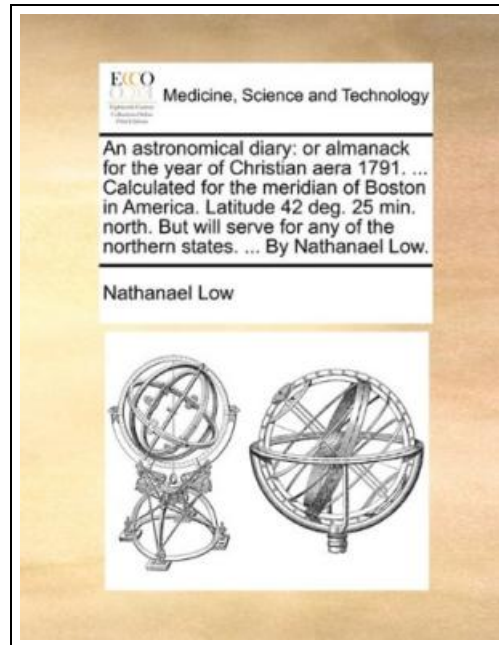 ECCO
Medicine, Science and Technology
An astronomical diary: or almanack
for the year of Christian aera 1791. ...
Calculated for the meridian of Boston
in America. Latitude 42 deg. 25 min.
north. But will serve for any of the
northern states. ... By Nathanael Low.
Nathanael Low